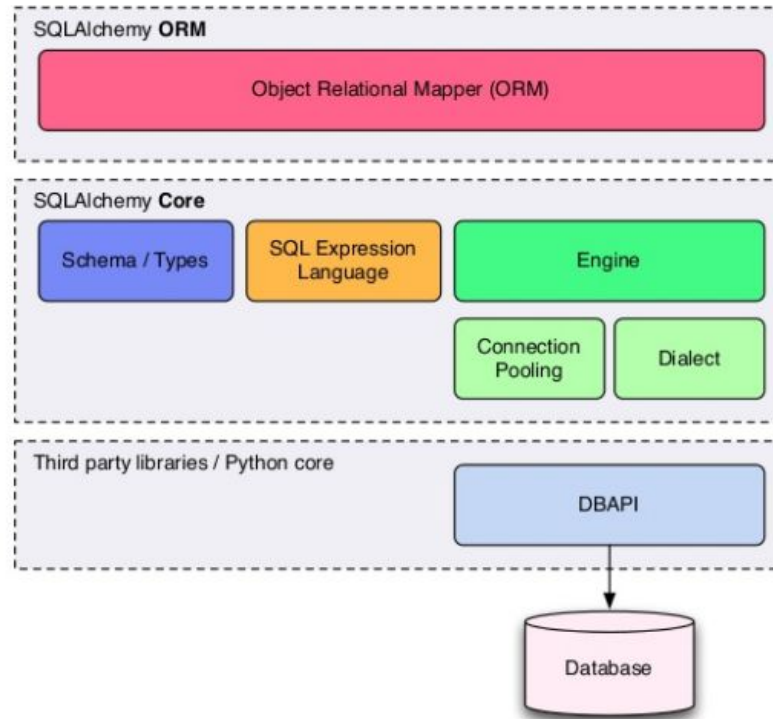 SQLAlchemy ORM
Object Relational Mapper (ORM)
SQLAlchemy Core
Schema / Types
SQL Expression
Language
Engine
Connection
Pooling
Dialect
Third party libraries / Python core
DBAPI
Database